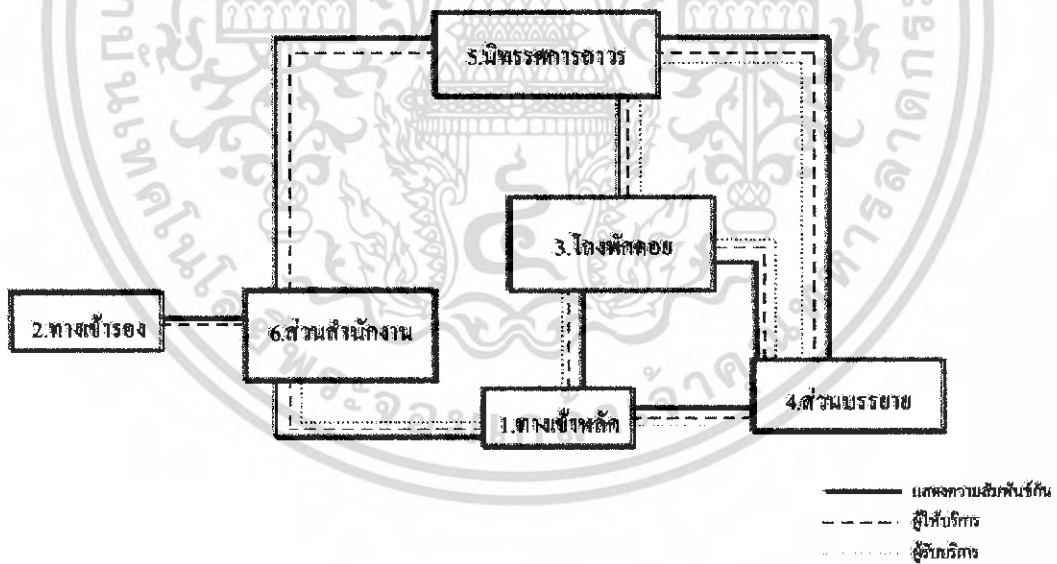 5.นิทรรศการถาวร
3.โถงพักคอย
2.ทางเข้ารอง
6.ส่วนสำนักงาน
1.ทางเข้าหลัก
4.ส่วนบรรยาย
แสดงความสัมพันธ์กัน
ผู้ให้บริการ
ผู้รับบริการ